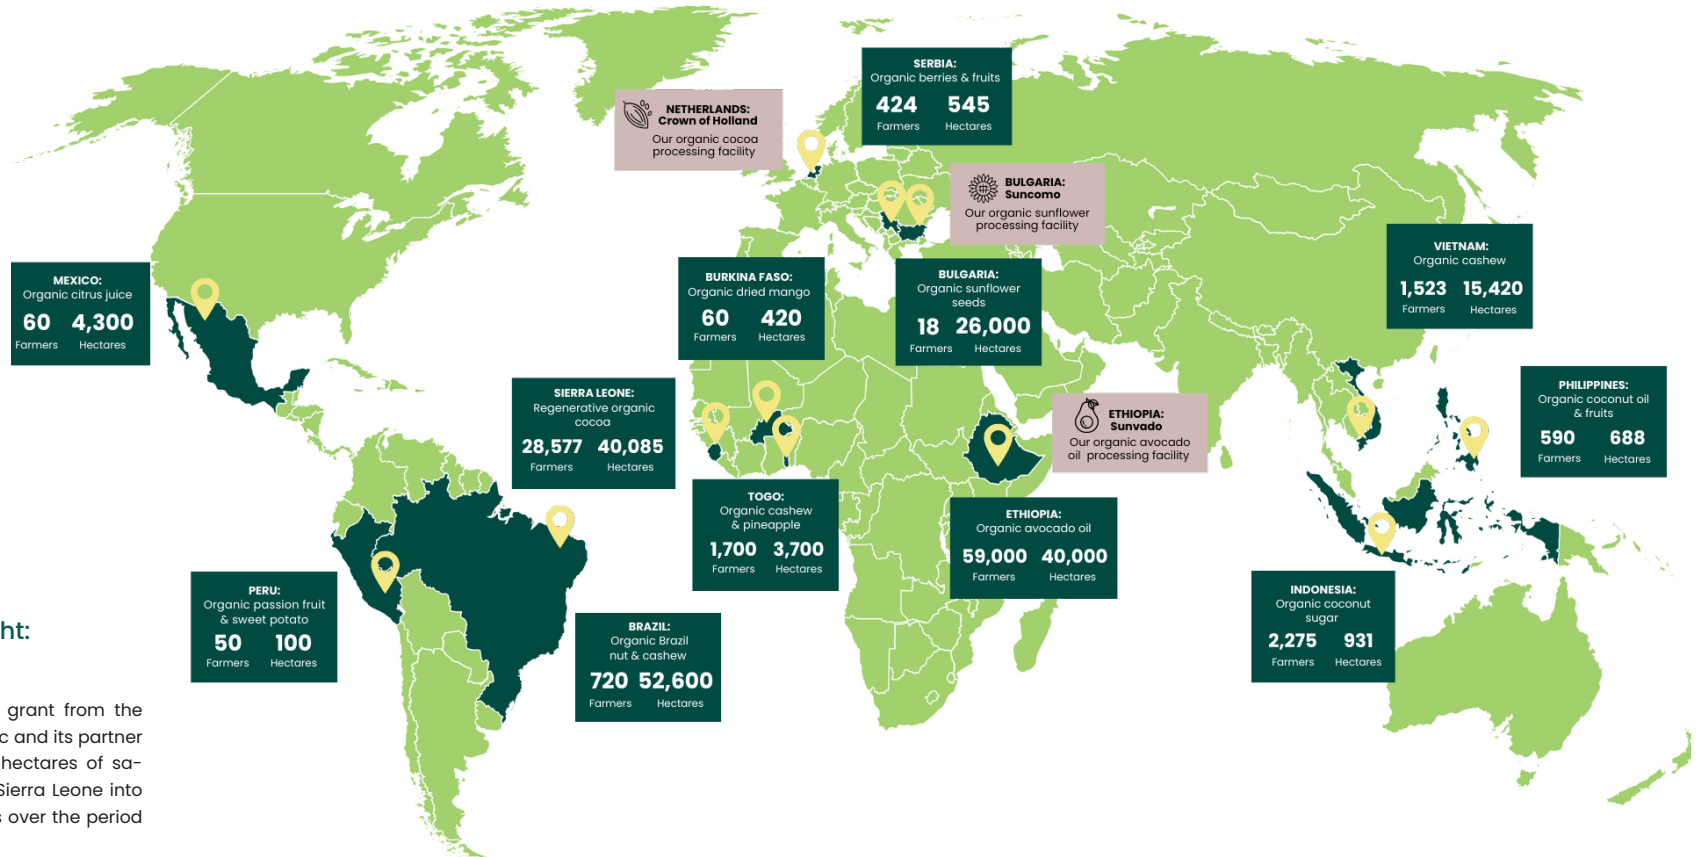 SERBIA:
Organic berries & fruits
424 545
Farmers Hectares
NETHERLANDS:
Crown of Holland
Our organic cocoa
processing facility
BULGARIA:
Suncomo
Our organic sunflower
processing facility
VIETNAM:
Organic cashew
1,523 15,420
Farmers Hectares
MEXICO:
Organic citrus juice
60 4,300
Farmers Hectares
BURKINA FASO:
Organic dried mango
60 420
Farmers Hectares
BULGARIA:
Organic sunflower
seeds
18 26,000
Farmers Hectares
SIERRA LEONE:
Regenerative organic
cocoa
28,577 40,085
Farmers Hectares
ETHIOPIA:
Sunvado
Our organic avocado
oil processing facility
PHILIPPINES:
Organic coconut oil
& fruits
590 688
Farmers Hectares
TOGO:
Organic cashew
& pineapple
1,700 3,700
Farmers Hectares
ETHIOPIA:
Organic avocado oil
59,000 40,000
Farmers Hectares
PERU:
Organic passion fruit
& sweet potato
50 100
Farmers Hectares
BRAZIL:
Organic Brazil
nut & cashew
720 52,600
Farmers Hectares
INDONESIA:
Organic coconut
sugar
2,275 931
Farmers Hectares
ht:
grant from the
c and its partner
hectares of sa-
Sierra Leone into
s over the period